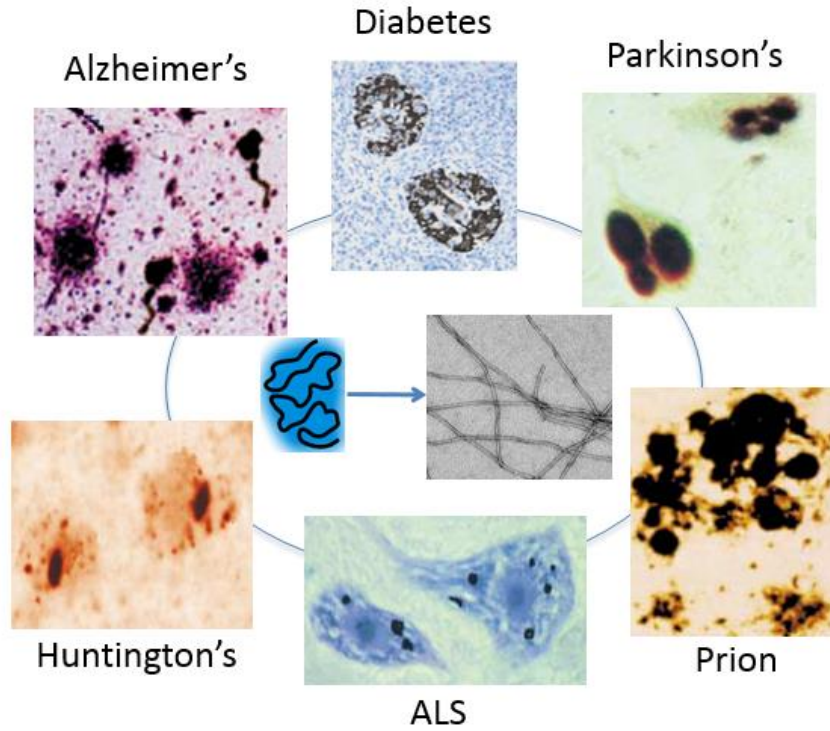 Diabetes
Alzheimer's
Parkinson's
Huntington's
Prion
ALS